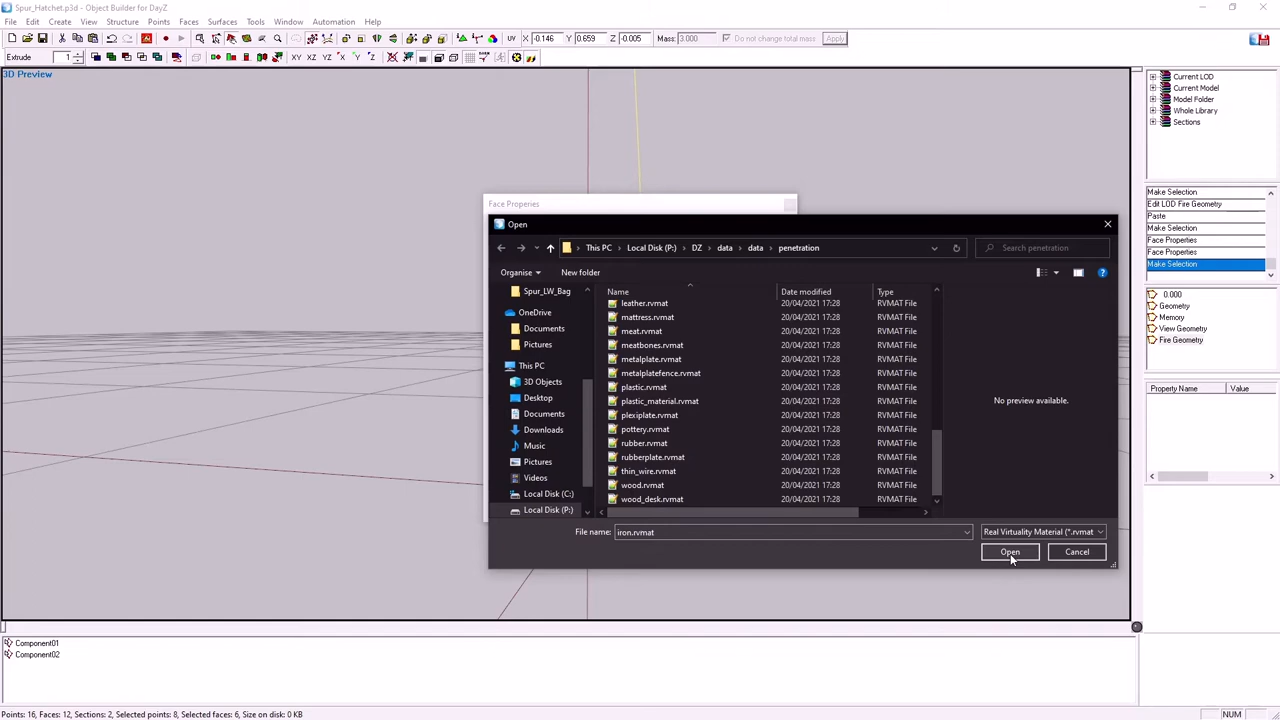 Spur_Hatchet.p3d - Object Builder for DayZ
File Edit Create View Structure Points Faces Surfaces Tools Window Automation Help
UV X -0.146 Y 0.659 Z -0.005 Mass: 3.000 Do not change total mass Apply
Extrude 1 XY XZ YZ X Y Z
3D Preview
Current LOD
Current Model
Model Folder
Whole Library
Sections
Make Selection
Edit LOD Fire Geometry
Paste
Make Selection
Face Properties
Face Properties
Make Selection
0.000
Geometry
Memory
View Geometry
Fire Geometry
Property Name Value
Face Properies
Open
This PC > Local Disk (P:) > DZ > data > data > penetration
Search penetration
Organise New folder
Name Date modified Type
Spur_LW_Bag
OneDrive
Documents
Pictures
This PC
3D Objects
Desktop
Documents
Downloads
Music
Pictures
Videos
Local Disk (C:)
Local Disk (P:)
leather.rvmat 20/04/2021 17:28 RVMAT File
mattress.rvmat 20/04/2021 17:28 RVMAT File
meat.rvmat 20/04/2021 17:28 RVMAT File
meatbones.rvmat 20/04/2021 17:28 RVMAT File
metalplate.rvmat 20/04/2021 17:28 RVMAT File
metalplatefence.rvmat 20/04/2021 17:28 RVMAT File
plastic.rvmat 20/04/2021 17:28 RVMAT File
plastic_material.rvmat 20/04/2021 17:28 RVMAT File
plexiplate.rvmat 20/04/2021 17:28 RVMAT File
pottery.rvmat 20/04/2021 17:28 RVMAT File
rubber.rvmat 20/04/2021 17:28 RVMAT File
rubberplate.rvmat 20/04/2021 17:28 RVMAT File
thin_wire.rvmat 20/04/2021 17:28 RVMAT File
wood.rvmat 20/04/2021 17:28 RVMAT File
wood_desk.rvmat 20/04/2021 17:28 RVMAT File
No preview available.
File name: iron.rvmat Real Virtuality Material (*.rvmat
Open Cancel
Component01
Component02
Points: 16, Faces: 12, Sections: 2, Selected points: 8, Selected faces: 6, Size on disk: 0 KB
NUM